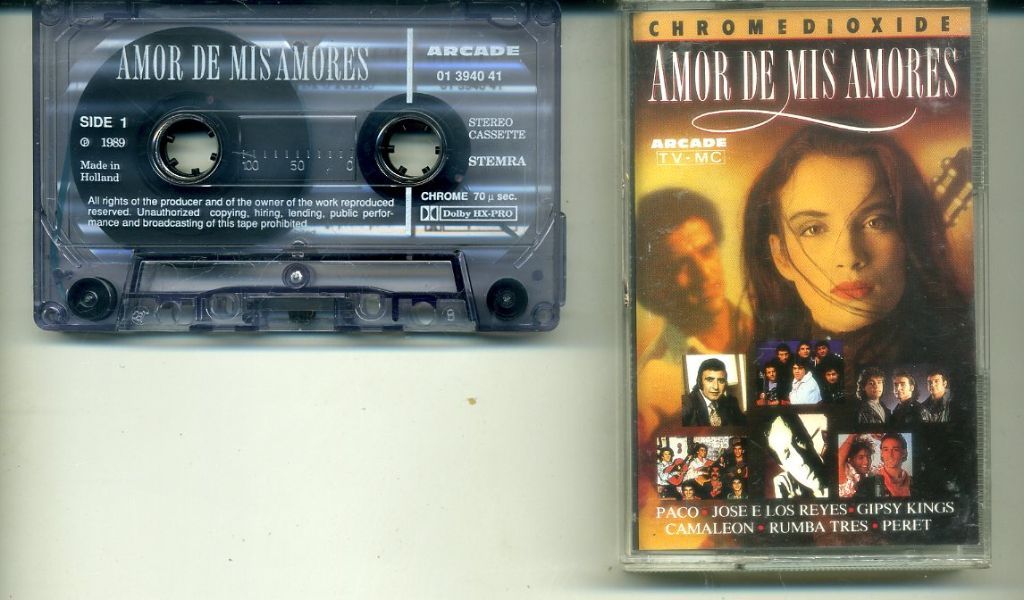 AMOR DE MIS AMORES
ARCADE
01 3940 41
SIDE 1
℗ 1989
Made in
Holland
100 50 0
STEREO
CASSETTE
STEMRA
CHROME 70 µ sec.
Dolby HX-PRO
All rights of the producer and of the owner of the work reproduced
reserved. Unauthorized copying, hiring, lending, public perfor-
mance and broadcasting of this tape prohibited
CHROMEDIOXIDE
AMOR DE MIS AMORES
ARCADE
TV-MC
PACO • JOSE E LOS REYES • GIPSY KINGS
CAMALEON • RUMBA TRES • PERET